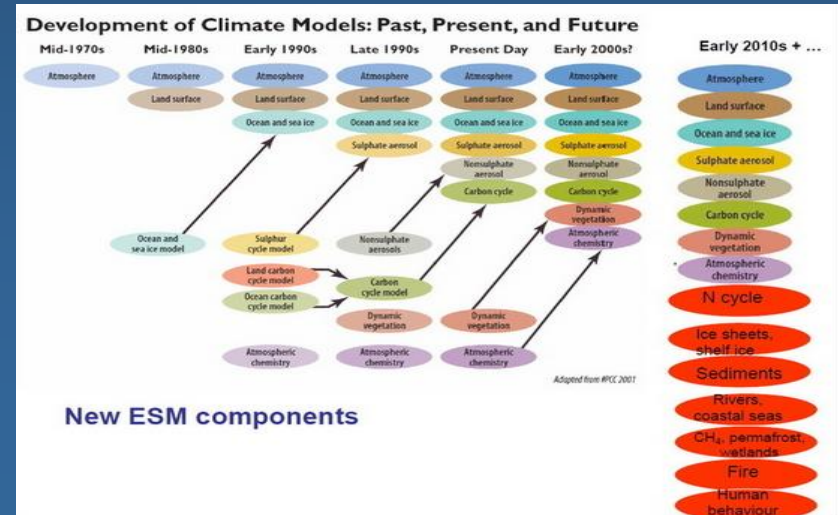 Development of Climate Models: Past, Present, and Future
Mid-1970s Mid-1980s Early 1990s Late 1990s Present Day Early 2000s? Early 2010s + ...
Atmosphere Atmosphere Atmosphere Atmosphere Atmosphere Atmosphere Atmosphere
Land surface Land surface Land surface Land surface Land surface Land surface
Ocean and sea ice Ocean and sea ice Ocean and sea ice Ocean and sea ice Ocean and sea ice
Sulphate aerosol Sulphate aerosol Sulphate aerosol Sulphate aerosol
Nonsulphate
aerosol
Nonsulphate
aerosol
Nonsulphate
aerosol
Carbon cycle Carbon cycle Carbon cycle
Dynamic
vegetation
Dynamic
vegetation
Atmospheric
chemistry
Atmospheric
chemistry
Ocean and
sea ice model
Sulphur
cycle model
Nonsulphate
aerosols
Land carbon
cycle model
Ocean carbon
cycle model
Carbon
cycle model
Dynamic
vegetation
Dynamic
vegetation
Atmospheric
chemistry
Atmospheric
chemistry
Atmospheric
chemistry
Adapted from IPCC 2001
New ESM components
N cycle
Ice sheets,
shelf ice
Sediments
Rivers,
coastal seas
CH₄, permafrost,
wetlands
Fire
Human
behaviour